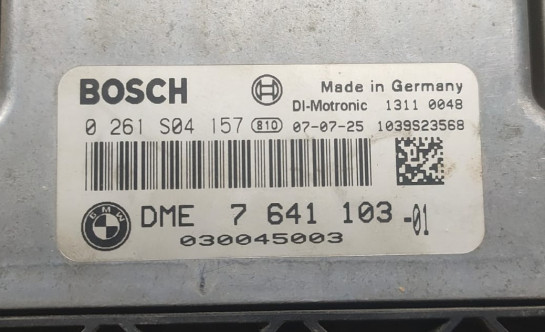 BOSCH Made in Germany
DI-Motronic 1311 0048
0 261 S04 157 810 07-07-25 1039S23568
BMW DME 7 641 103-01
030045003